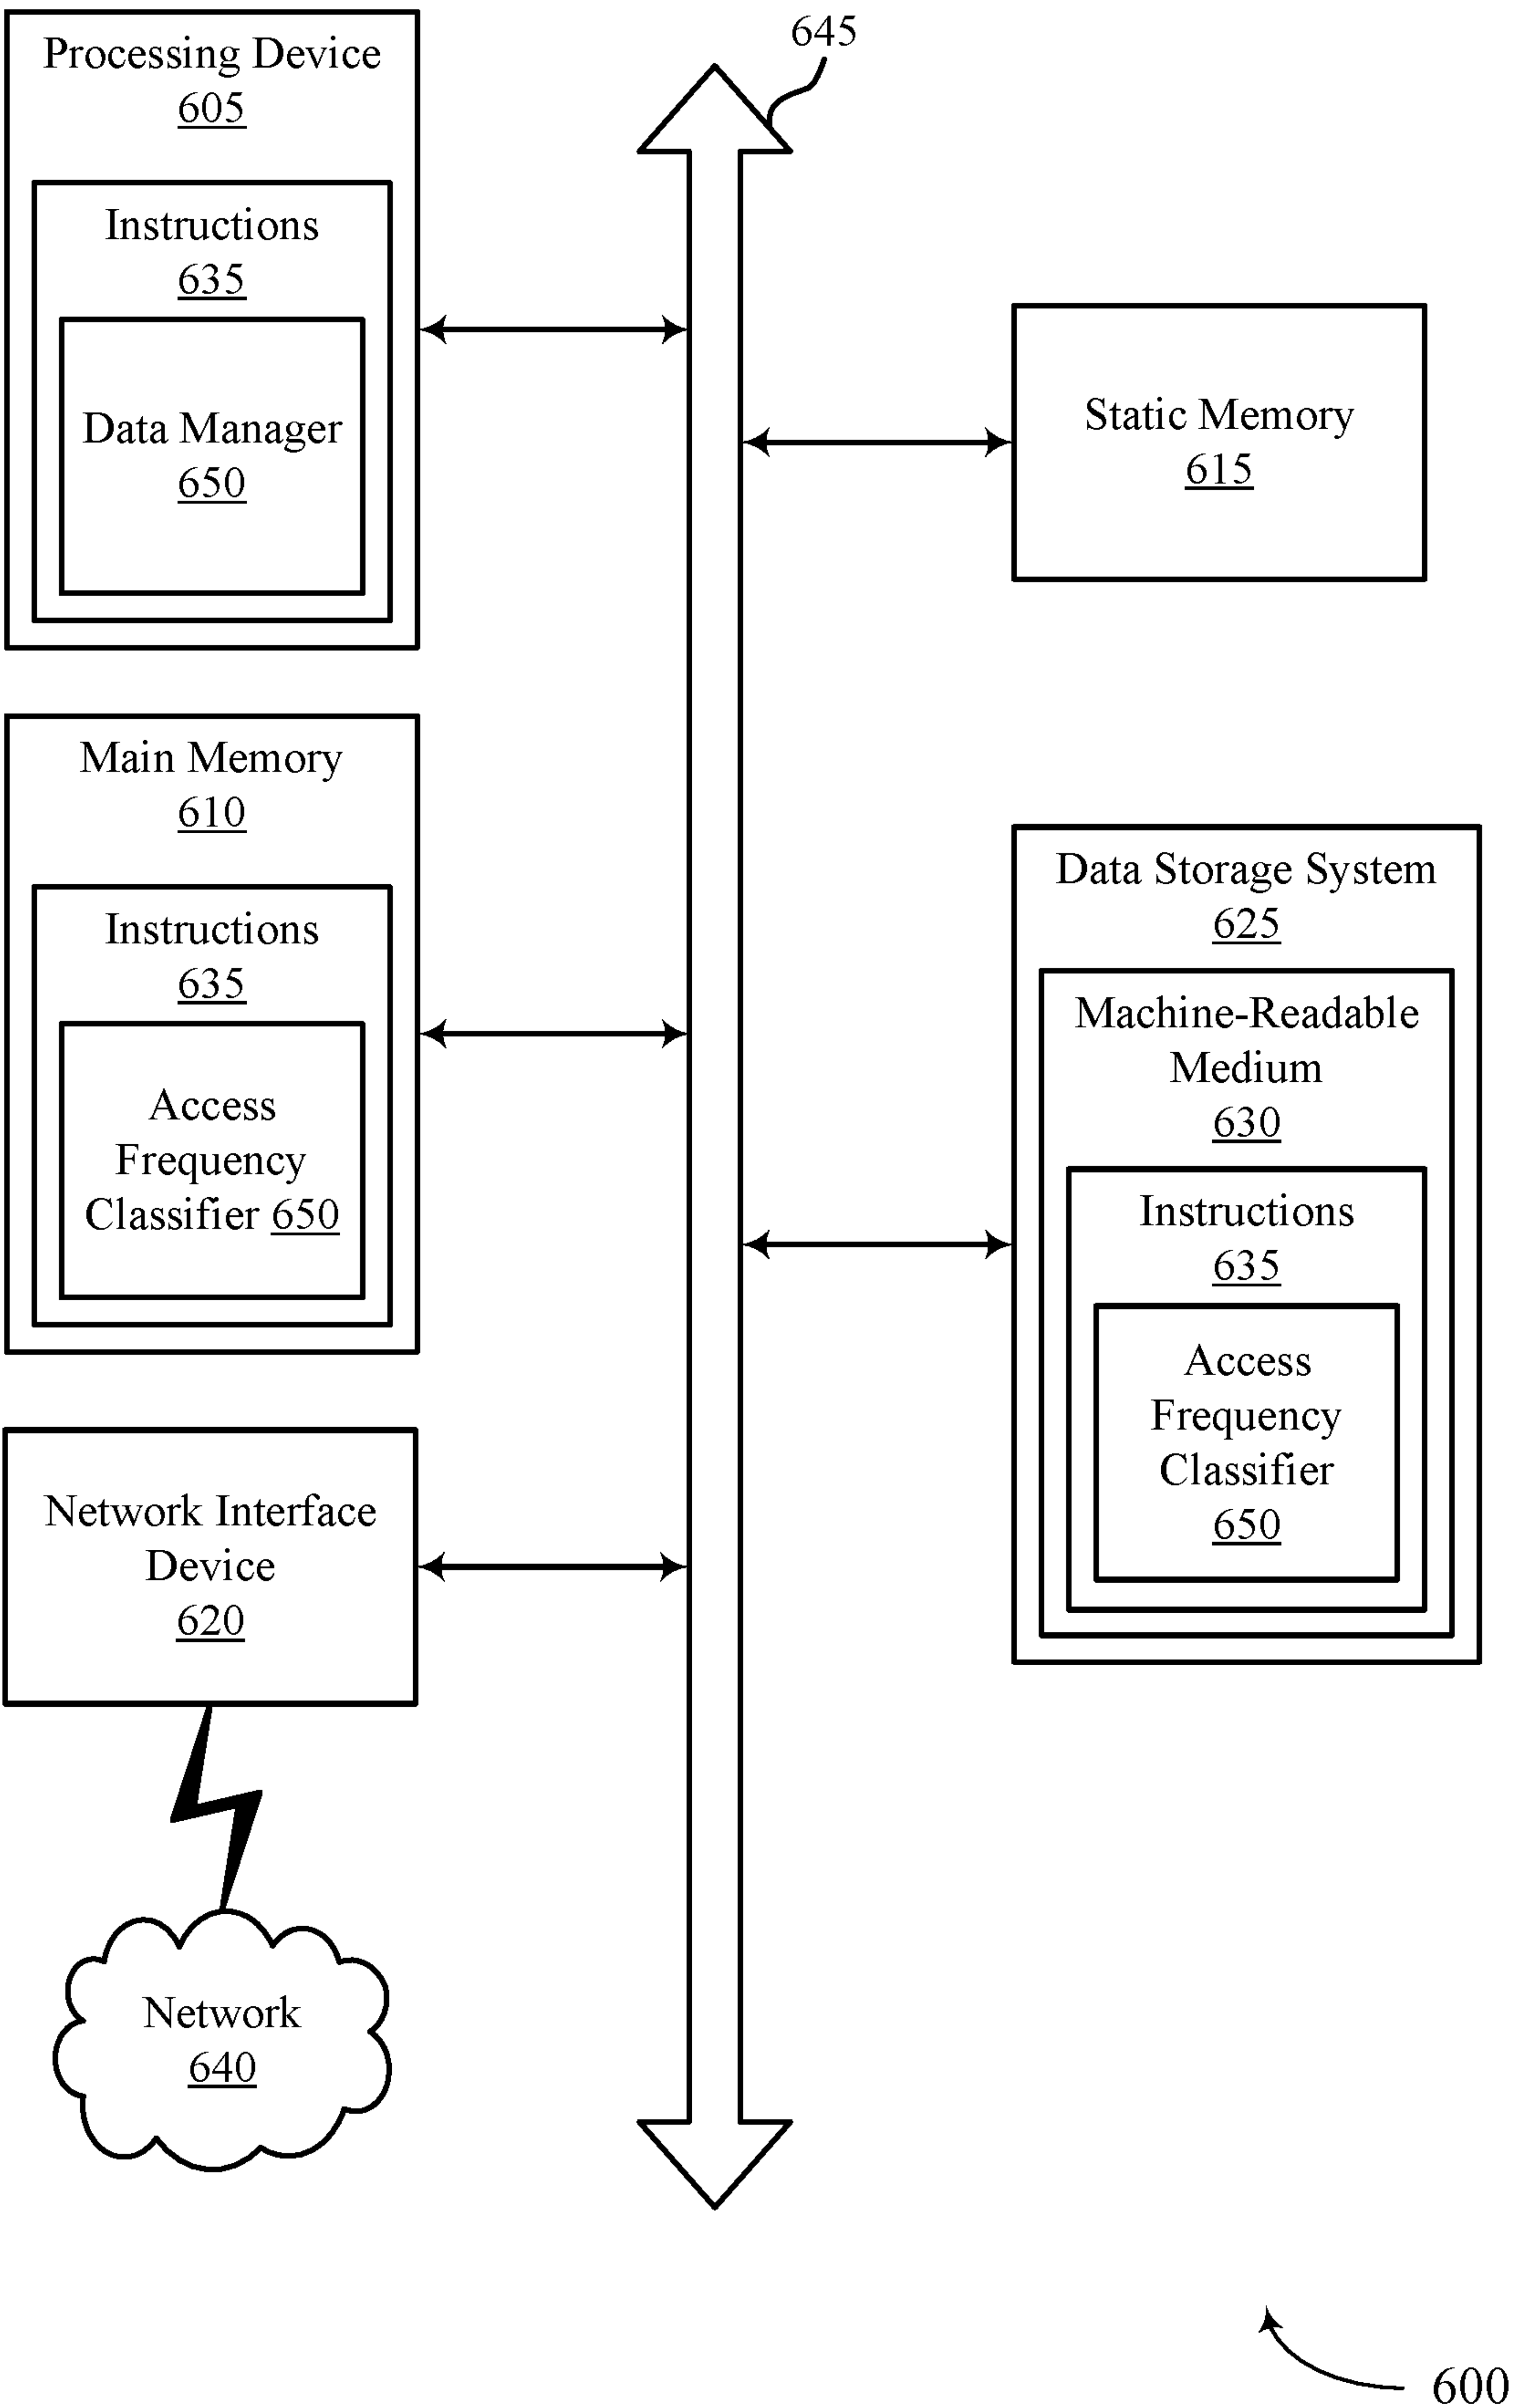 Processing Device
605
Instructions
635
Data Manager
650
645
Static Memory
615
Main Memory
610
Instructions
635
Access
Frequency
Classifier 650
Data Storage System
625
Machine-Readable
Medium
630
Instructions
635
Access
Frequency
Classifier
650
Network Interface
Device
620
Network
640
600